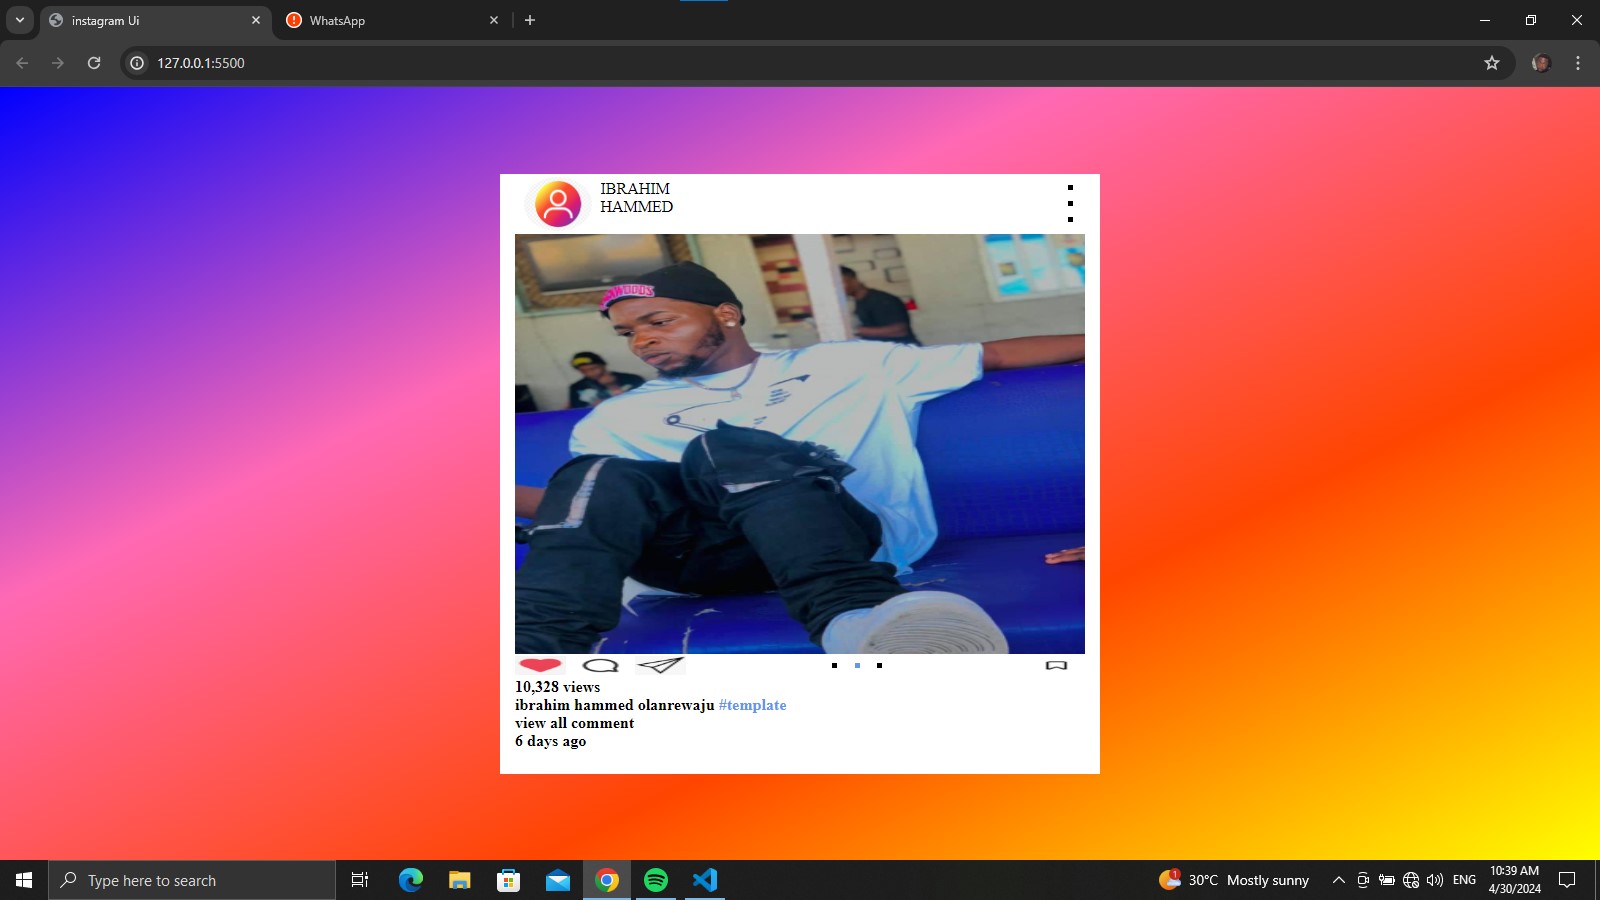 instagram Ui
WhatsApp
127.0.0.1:5500
IBRAHIM
HAMMED
10,328 views
ibrahim hammed olanrewaju #template
view all comment
6 days ago
Type here to search
1
30°C Mostly sunny
ENG
10:39 AM
4/30/2024